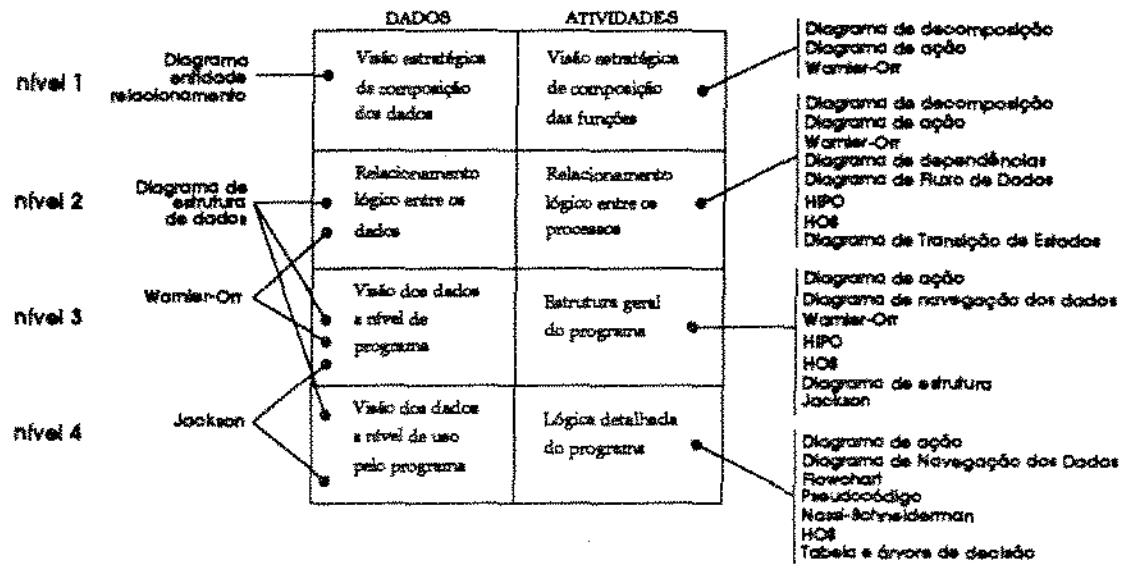 DADOS
ATIVIDADES
nível 1
Diagrama
entidade
relacionamento
Visão estratégica
da composição
dos dados
Visão estratégica
de composição
das funções
Diagrama de decomposição
Diagrama de ação
Warnier-Orr
nível 2
Diagrama de
estrutura
de dados
Relacionamento
lógico entre os
dados
Relacionamento
lógico entre os
processos
Diagrama de decomposição
Diagrama de ação
Warnier-Orr
Diagrama de dependências
Diagrama de Fluxo de Dados
HIPO
HOS
Diagrama de Transição de Estados
nível 3
Warnier-Orr
Visão dos dados
a nível de
programa
Estrutura geral
do programa
Diagrama de ação
Diagrama de navegação dos dados
Warnier-Orr
HIPO
HOS
Diagrama de estrutura
Jackson
nível 4
Jackson
Visão dos dados
a nível de uso
pelo programa
Lógica detalhada
do programa
Diagrama de ação
Diagrama de Navegação dos Dados
Flowchart
Pseudocódigo
Nassi-Schneiderman
HOS
Tabela e árvore de decisão